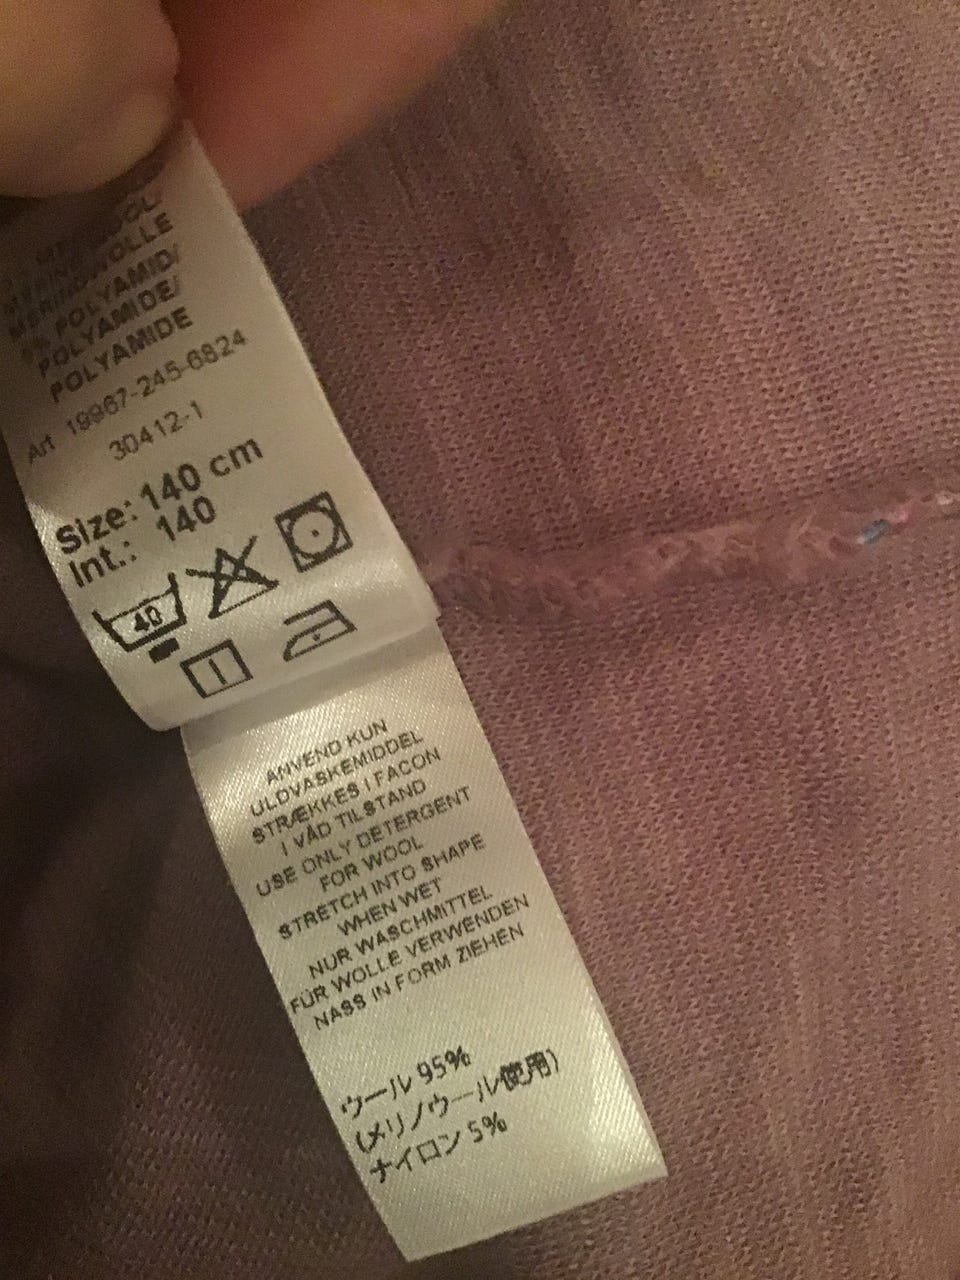 MERINOWOLLE
5% POLYAMID/
POLYAMIDE/
POLYAMIDE
Art 19967-245-6824
30412-1
Size: 140 cm
Int.: 140
40
ANVEND KUN
ULDVASKEMIDDEL
STRÆKKES I FACON
I VÅD TILSTAND
USE ONLY DETERGENT
FOR WOOL
STRETCH INTO SHAPE
WHEN WET
NUR WASCHMITTEL
FÜR WOLLE VERWENDEN
NASS IN FORM ZIEHEN
ウール 95%
(メリノウール使用)
ナイロン 5%